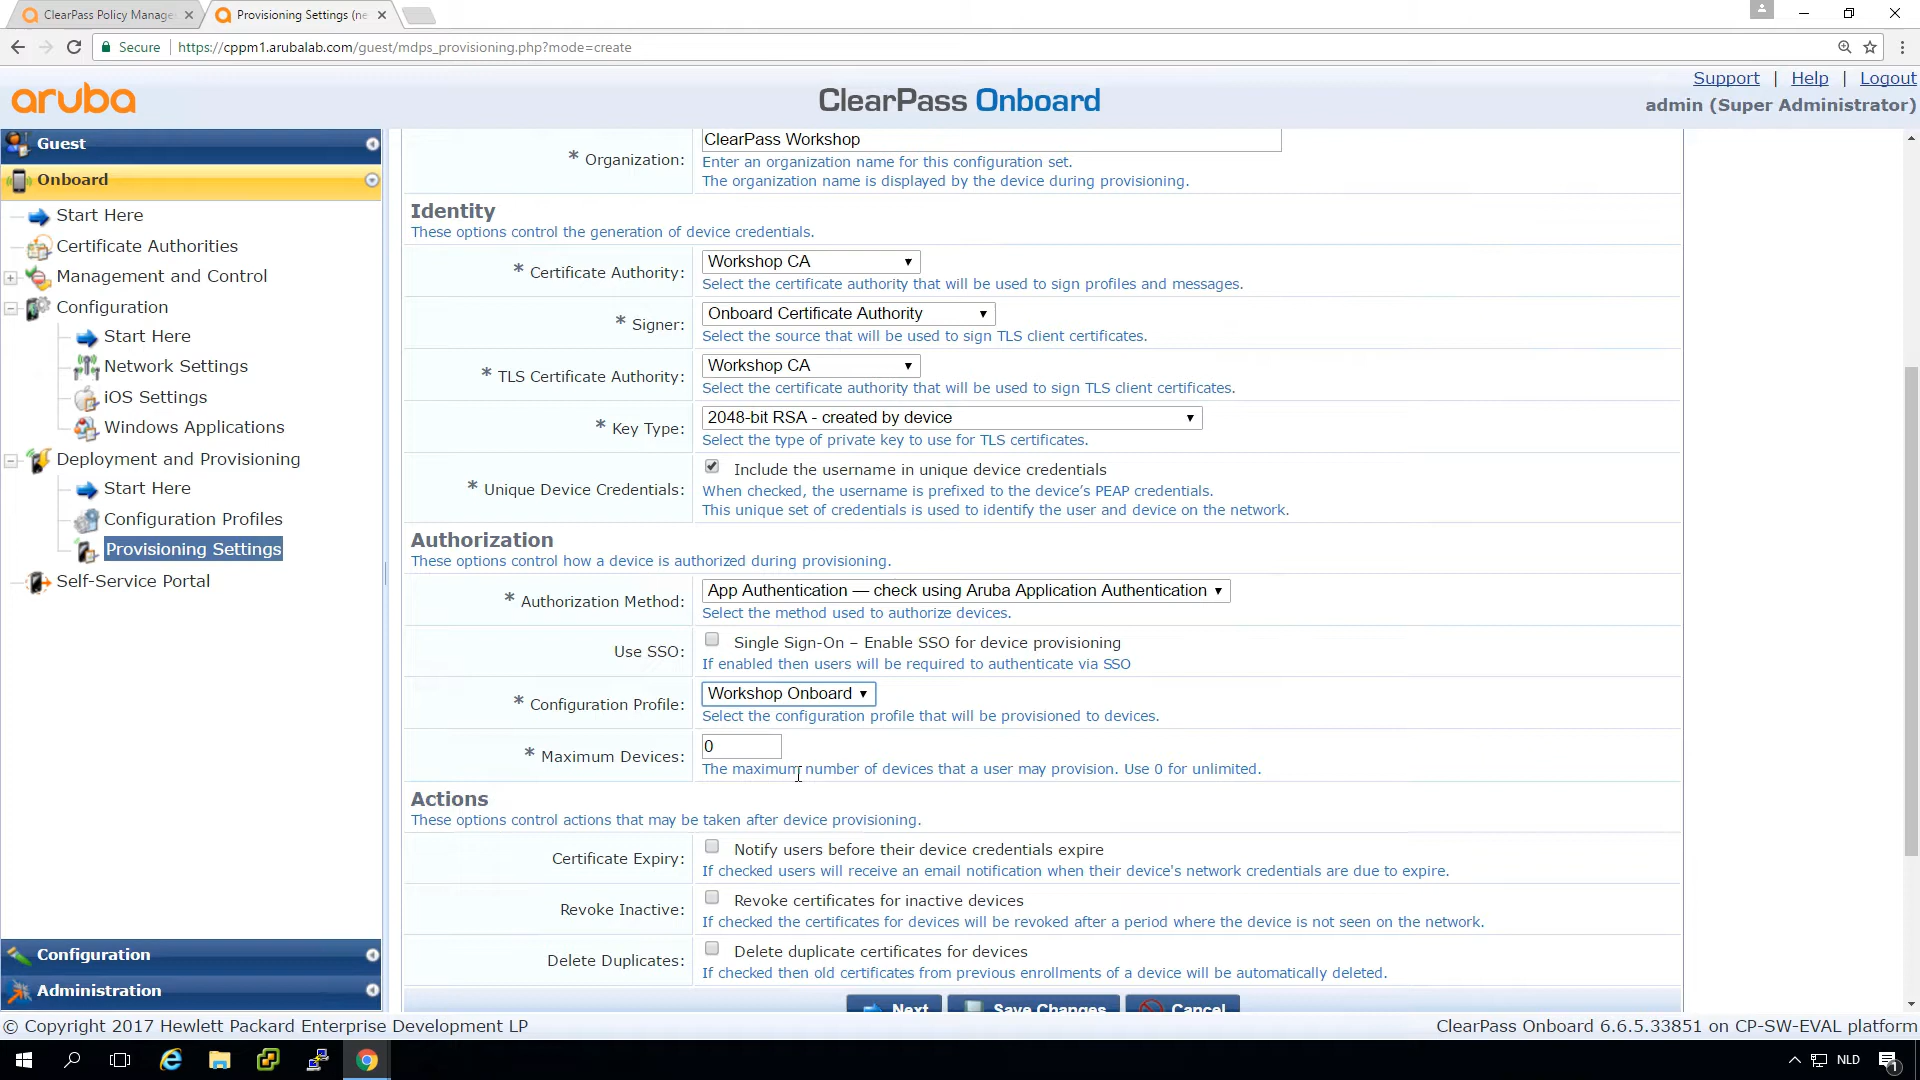 ClearPass Policy Manage
Provisioning Settings (ne
Secure
https://cppm1.arubalab.com/guest/mdps_provisioning.php?mode=create
Support | Help | Logout
aruba
ClearPass Onboard
admin (Super Administrator)
Guest
Onboard
Start Here
Certificate Authorities
Management and Control
Configuration
Start Here
Network Settings
iOS Settings
Windows Applications
Deployment and Provisioning
Start Here
Configuration Profiles
Provisioning Settings
Self-Service Portal
Configuration
Administration
* Organization:
ClearPass Workshop
Enter an organization name for this configuration set.
The organization name is displayed by the device during provisioning.
Identity
These options control the generation of device credentials.
* Certificate Authority:
Workshop CA
Select the certificate authority that will be used to sign profiles and messages.
* Signer:
Onboard Certificate Authority
Select the source that will be used to sign TLS client certificates.
* TLS Certificate Authority:
Workshop CA
Select the certificate authority that will be used to sign TLS client certificates.
* Key Type:
2048-bit RSA - created by device
Select the type of private key to use for TLS certificates.
* Unique Device Credentials:
Include the username in unique device credentials
When checked, the username is prefixed to the device’s PEAP credentials.
This unique set of credentials is used to identify the user and device on the network.
Authorization
These options control how a device is authorized during provisioning.
* Authorization Method:
App Authentication — check using Aruba Application Authentication
Select the method used to authorize devices.
Use SSO:
Single Sign-On – Enable SSO for device provisioning
If enabled then users will be required to authenticate via SSO
* Configuration Profile:
Workshop Onboard
Select the configuration profile that will be provisioned to devices.
* Maximum Devices:
0
The maximum number of devices that a user may provision. Use 0 for unlimited.
Actions
These options control actions that may be taken after device provisioning.
Certificate Expiry:
Notify users before their device credentials expire
If checked users will receive an email notification when their device's network credentials are due to expire.
Revoke Inactive:
Revoke certificates for inactive devices
If checked the certificates for devices will be revoked after a period where the device is not seen on the network.
Delete Duplicates:
Delete duplicate certificates for devices
If checked then old certificates from previous enrollments of a device will be automatically deleted.
Next
Save Changes
Cancel
© Copyright 2017 Hewlett Packard Enterprise Development LP
ClearPass Onboard 6.6.5.33851 on CP-SW-EVAL platform
NLD
1